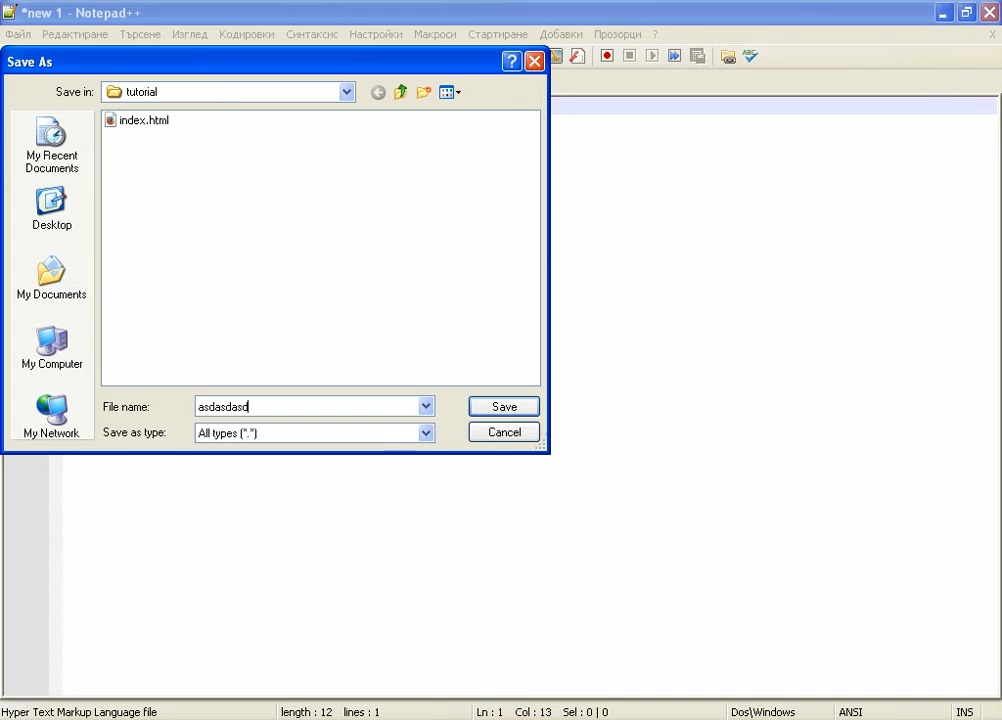 *new 1 - Notepad++
Файл Редактиране Търсене Изглед Кодировки Синтаксис Настройки Макроси Стартиране Добавки Прозорци ? X
Save As
Save in: tutorial
index.html
My Recent
Documents
Desktop
My Documents
My Computer
My Network
File name: asdasdasd Save
Save as type: All types (*.*) Cancel
Hyper Text Markup Language file length : 12 lines : 1 Ln : 1 Col : 13 Sel : 0 | 0 Dos\Windows ANSI INS